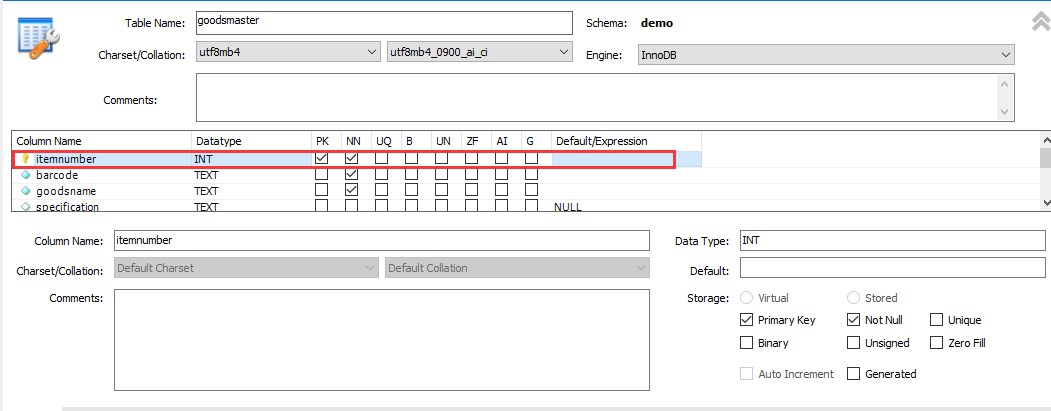 Table Name: goodsmaster Schema: demo
Charset/Collation: utf8mb4 utf8mb4_0900_ai_ci Engine: InnoDB
Comments:
Column Name Datatype PK NN UQ B UN ZF AI G Default/Expression
itemnumber INT
barcode TEXT
goodsname TEXT
specification TEXT NULL
Column Name: itemnumber Data Type: INT
Charset/Collation: Default Charset Default Collation Default:
Comments: Storage: Virtual Stored
Primary Key Not Null Unique
Binary Unsigned Zero Fill
Auto Increment Generated